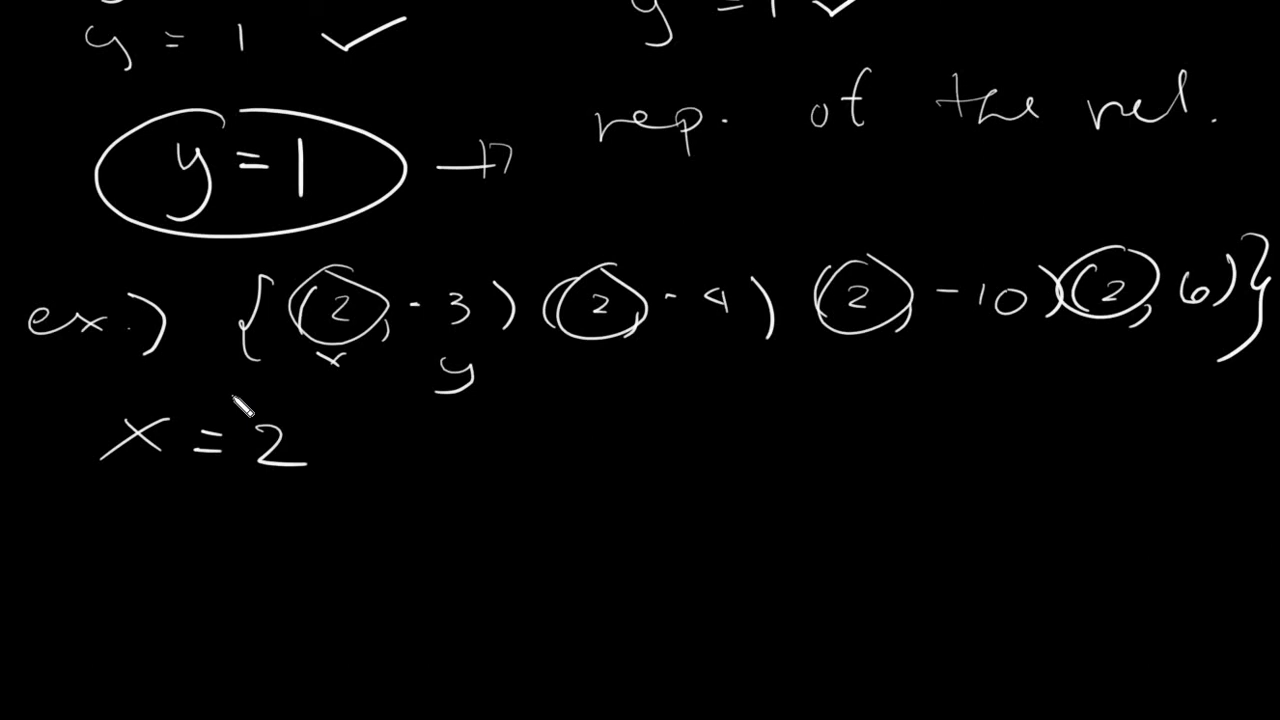 y = 1 ✓ y = 1 ✓
y = 1 → rep. of the rel.
ex.) {(2, -3) (2, -4) (2, -10) (2, 6)}
x y
x = 2